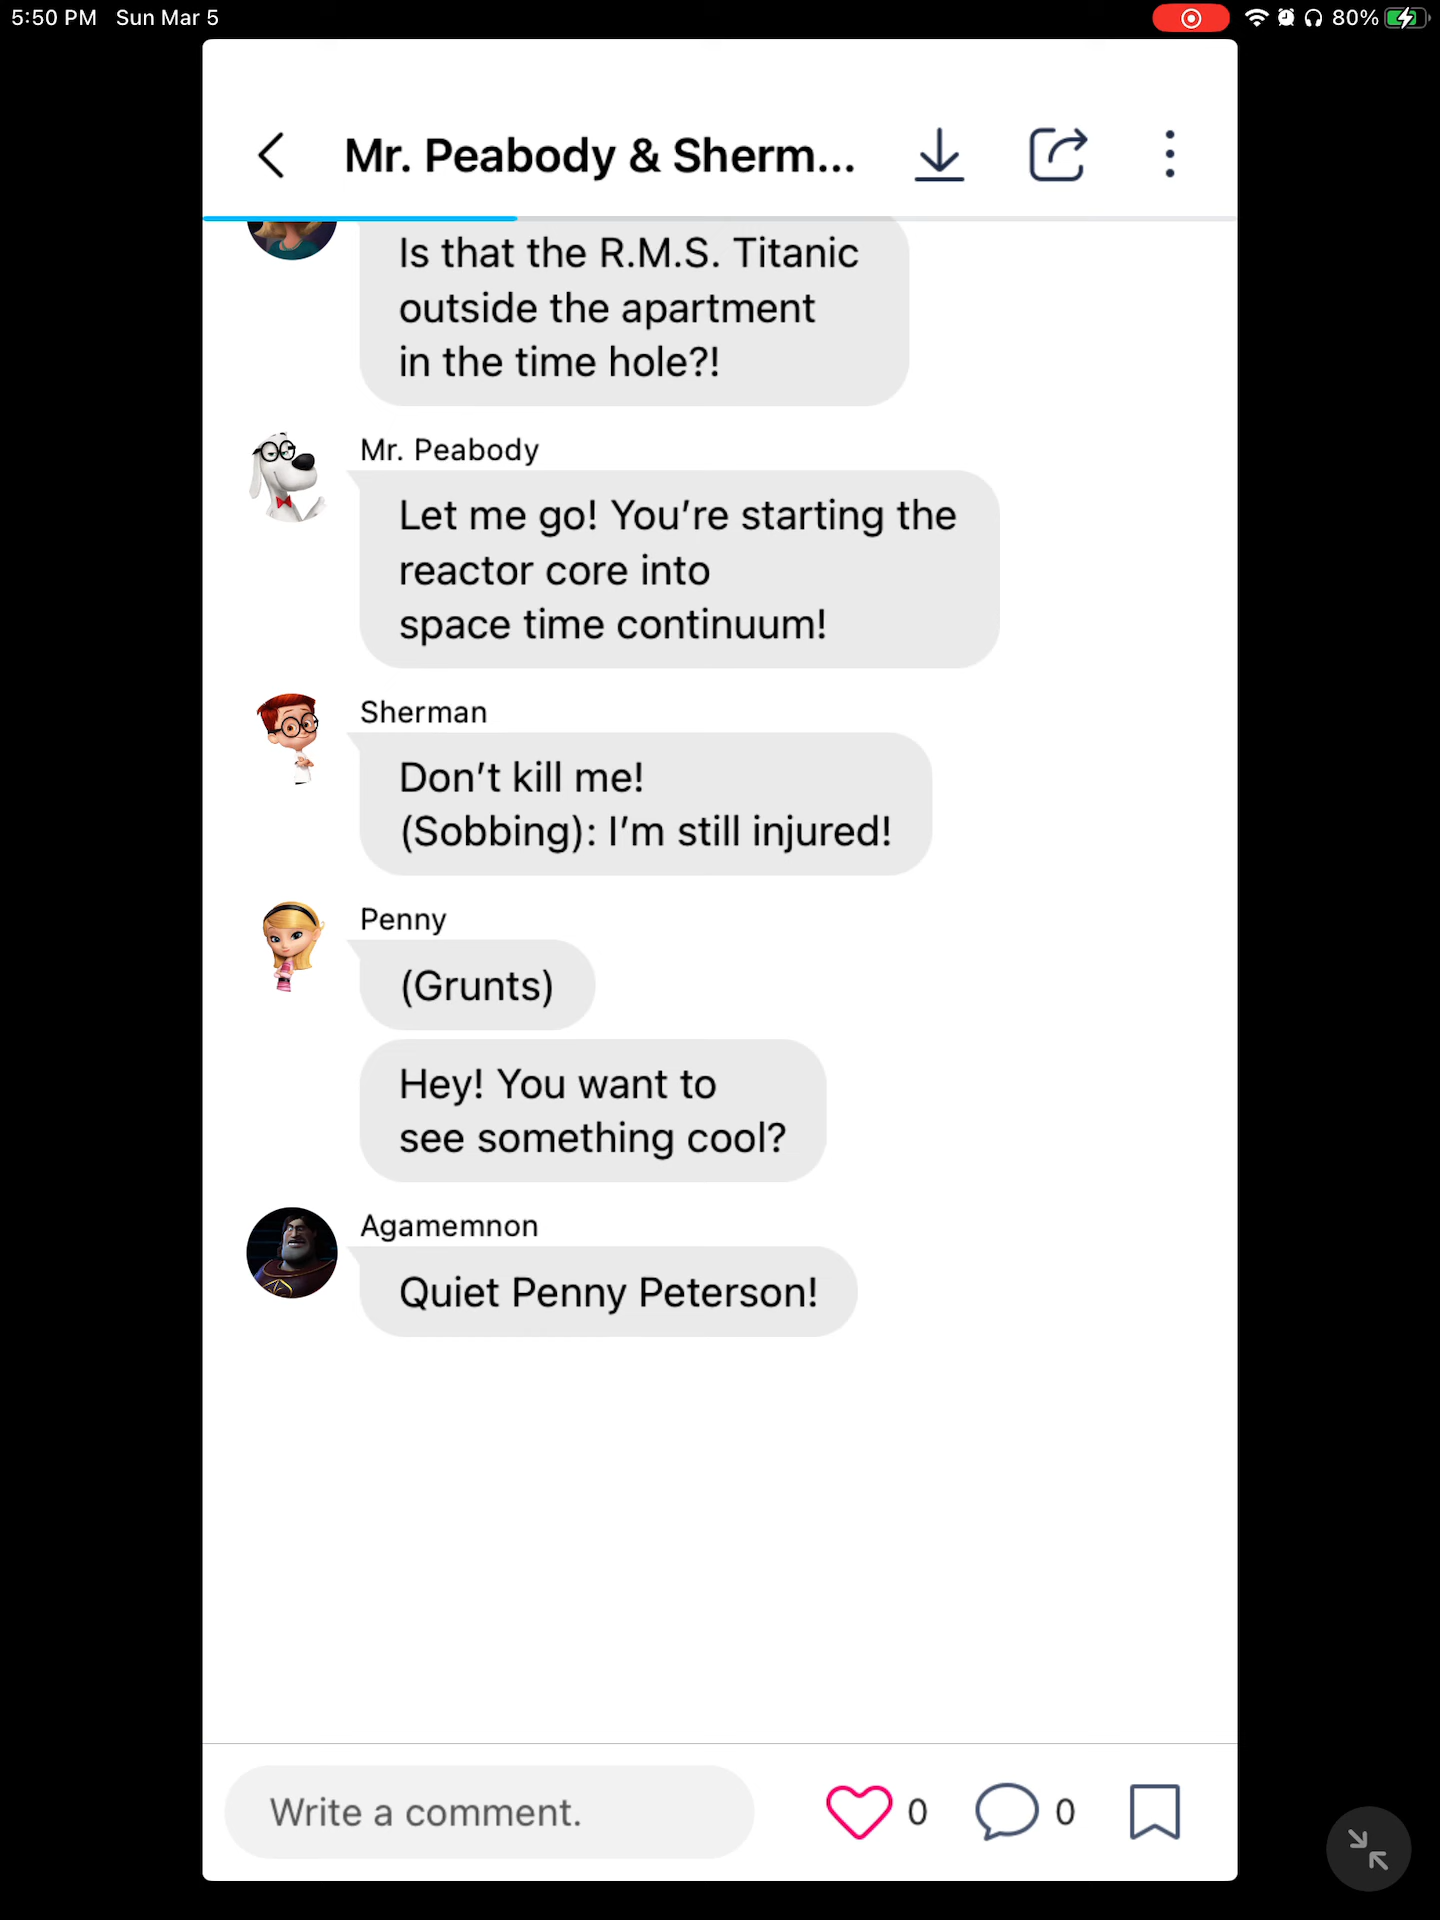 5:50 PM Sun Mar 5
80%
Mr. Peabody & Sherm...
Is that the R.M.S. Titanic
outside the apartment
in the time hole?!
Mr. Peabody
Let me go! You’re starting the
reactor core into
space time continuum!
Sherman
Don’t kill me!
(Sobbing): I’m still injured!
Penny
(Grunts)
Hey! You want to
see something cool?
Agamemnon
Quiet Penny Peterson!
Write a comment.
0
0